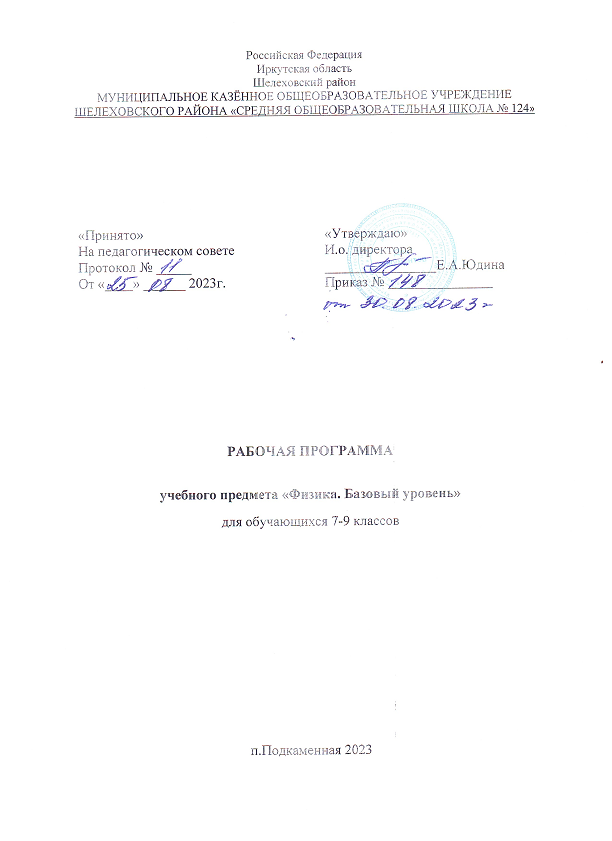 Российская Федерация
Иркутская область
Шелеховский район
МУНИЦИПАЛЬНОЕ КАЗЁННОЕ ОБЩЕОБРАЗОВАТЕЛЬНОЕ УЧРЕЖДЕНИЕ
ШЕЛЕХОВСКОГО РАЙОНА «СРЕДНЯЯ ОБЩЕОБРАЗОВАТЕЛЬНАЯ ШКОЛА № 124»
«Принято»
На педагогическом совете
Протокол № 11
От «25» 08 2023г.
«Утверждаю»
И.о. директора
Е.А.Юдина
Приказ № 148
от 30.08.2023 г
РАБОЧАЯ ПРОГРАММА
учебного предмета «Физика. Базовый уровень»
для обучающихся 7-9 классов
п.Подкаменная 2023